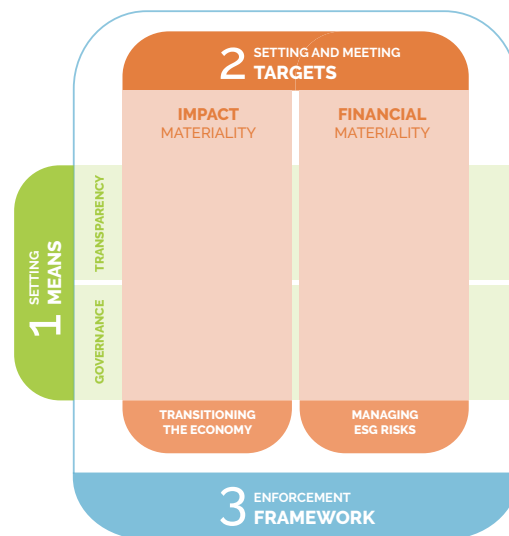 2 SETTING AND MEETING
TARGETS
IMPACT
MATERIALITY
FINANCIAL
MATERIALITY
1 SETTING
MEANS
TRANSPARENCY
GOVERNANCE
TRANSITIONING
THE ECONOMY
MANAGING
ESG RISKS
3 ENFORCEMENT
FRAMEWORK